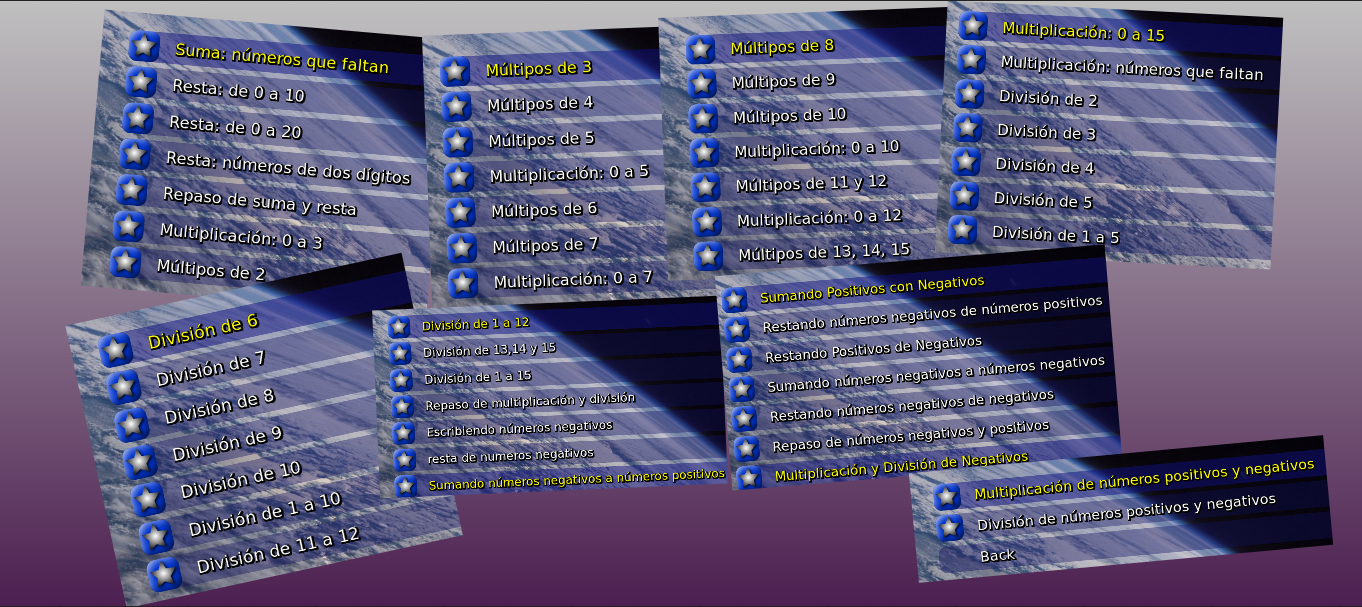 Suma: números que faltan
Resta: de 0 a 10
Resta: de 0 a 20
Resta: números de dos dígitos
Repaso de suma y resta
Multiplicación: 0 a 3
Múltipos de 2
Múltipos de 3
Múltipos de 4
Múltipos de 5
Multiplicación: 0 a 5
Múltipos de 6
Múltipos de 7
Multiplicación: 0 a 7
Múltipos de 8
Múltipos de 9
Múltipos de 10
Multiplicación: 0 a 10
Múltipos de 11 y 12
Multiplicación: 0 a 12
Múltipos de 13, 14, 15
Multiplicación: 0 a 15
Multiplicación: números que faltan
División de 2
División de 3
División de 4
División de 5
División de 1 a 5
División de 6
División de 7
División de 8
División de 9
División de 10
División de 1 a 10
División de 11 a 12
División de 1 a 12
División de 13,14 y 15
División de 1 a 15
Repaso de multiplicación y división
Escribiendo números negativos
resta de numeros negativos
Sumando números negativos a números positivos
Sumando Positivos con Negativos
Restando números negativos de números positivos
Restando Positivos de Negativos
Sumando números negativos a números negativos
Restando números negativos de negativos
Repaso de números negativos y positivos
Multiplicación y División de Negativos
Multiplicación de números positivos y negativos
División de números positivos y negativos
Back